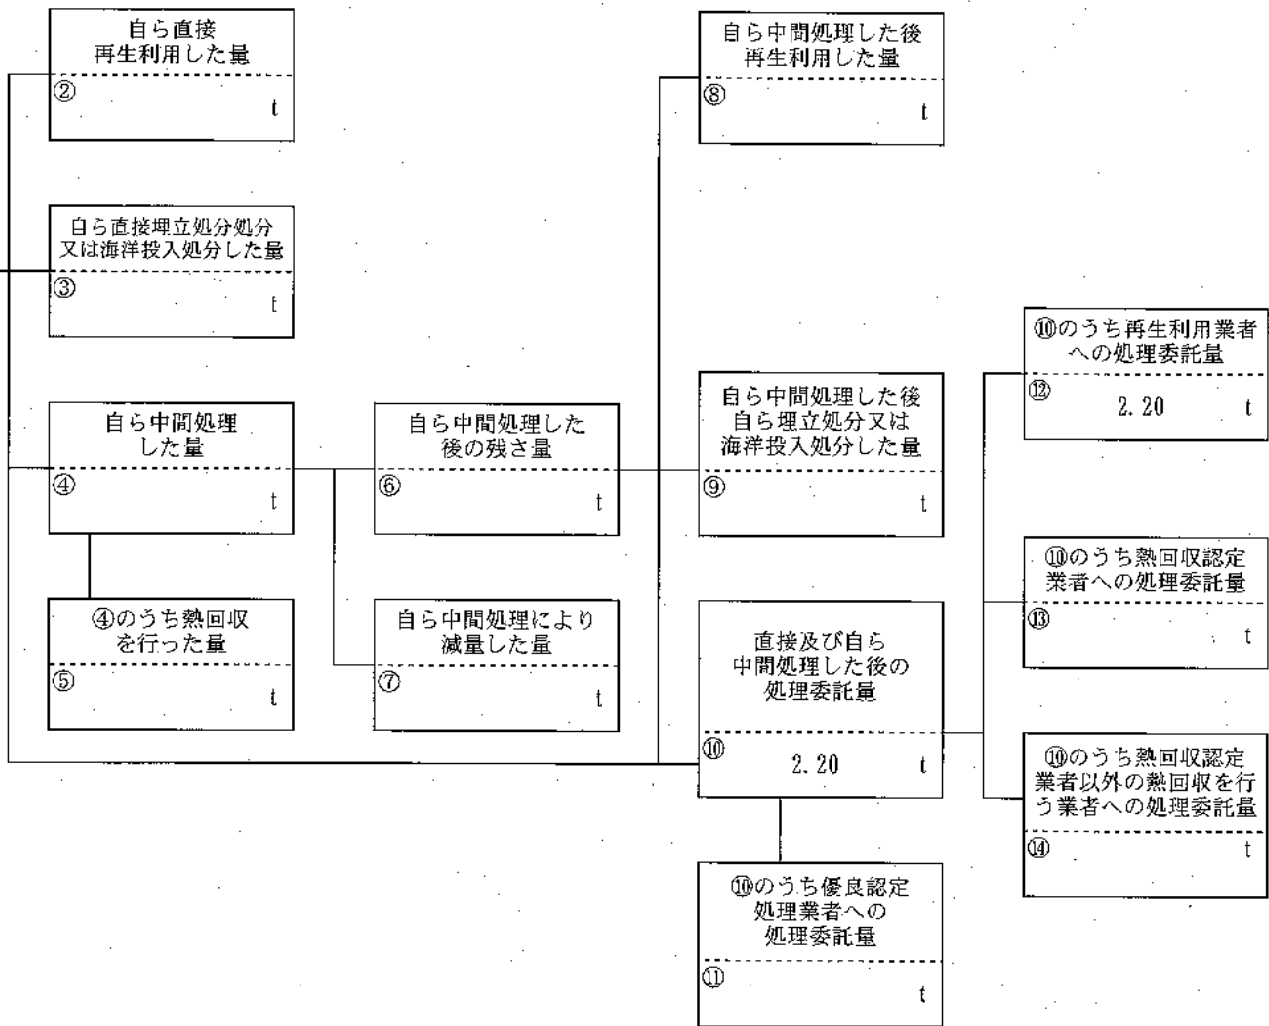 自ら直接
再生利用した量
②
t
自ら直接埋立処分処分
又は海洋投入処分した量
③
t
自ら中間処理
した量
④
t
④のうち熱回収
を行った量
⑤
t
自ら中間処理した
後の残さ量
⑥
t
自ら中間処理により
減量した量
⑦
t
自ら中間処理した後
再生利用した量
⑧
t
自ら中間処理した後
自ら埋立処分又は
海洋投入処分した量
⑨
t
直接及び自ら
中間処理した後の
処理委託量
⑩ 2.20 t
⑩のうち優良認定
処理業者への
処理委託量
⑪
t
⑩のうち再生利用業者
への処理委託量
⑫ 2.20 t
⑩のうち熱回収認定
業者への処理委託量
⑬
t
⑩のうち熱回収認定
業者以外の熱回収を行
う業者への処理委託量
⑭ t